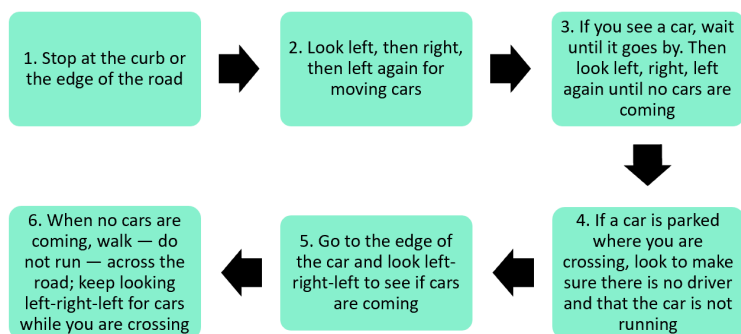 1. Stop at the curb or
the edge of the road
2. Look left, then right,
then left again for
moving cars
3. If you see a car, wait
until it goes by. Then
look left, right, left
again until no cars are
coming
4. If a car is parked
where you are
crossing, look to make
sure there is no driver
and that the car is not
running
5. Go to the edge of
the car and look left-
right-left to see if cars
are coming
6. When no cars are
coming, walk — do
not run — across the
road; keep looking
left-right-left for cars
while you are crossing